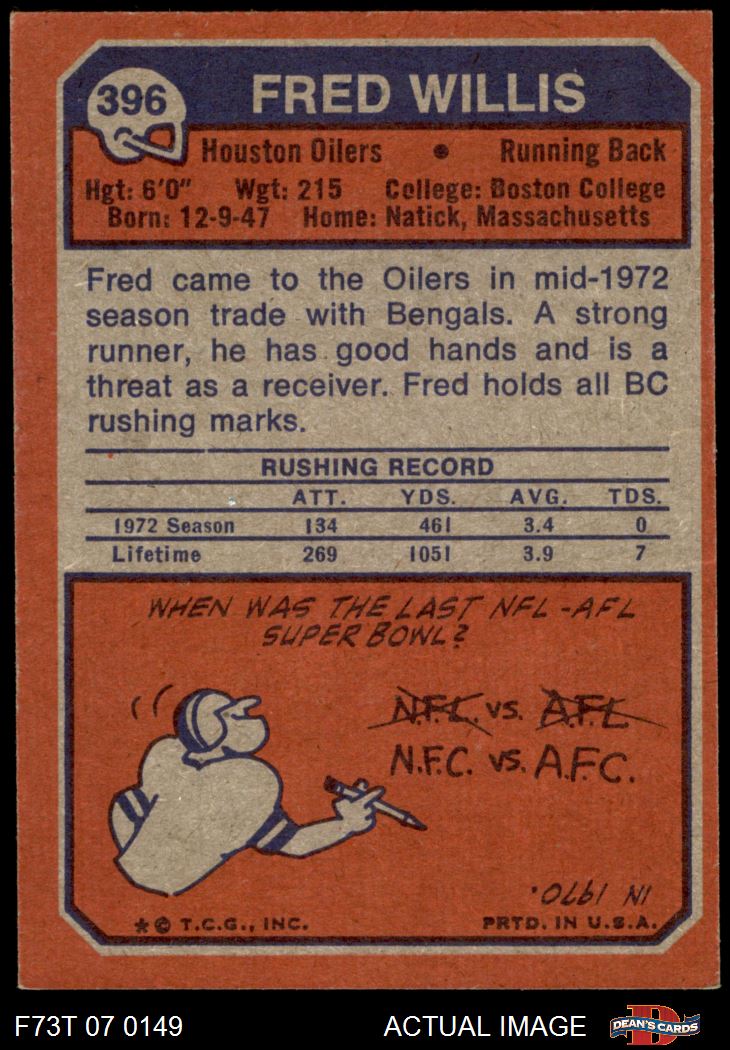 396
FRED WILLIS
Houston Oilers • Running Back
Hgt: 6'0" Wgt: 215 College: Boston College
Born: 12-9-47 Home: Natick, Massachusetts
Fred came to the Oilers in mid-1972
season trade with Bengals. A strong
runner, he has good hands and is a
threat as a receiver. Fred holds all BC
rushing marks.
RUSHING RECORD
ATT. YDS. AVG. TDS.
1972 Season 134 461 3.4 0
Lifetime 269 1051 3.9 7
WHEN WAS THE LAST NFL-AFL
SUPER BOWL?
N.F.L. vs. A.F.L
N.F.C. vs. A.F.C.
IN 1970.
* © T.C.G., INC. PRTD. IN U.S.A.
F73T 07 0149 ACTUAL IMAGE
D
DEAN'S CARDS